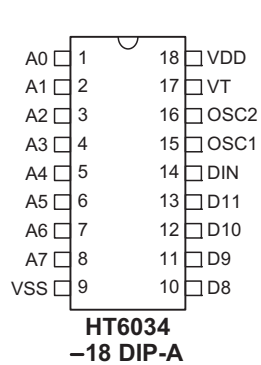 A0 1 18 VDD
A1 2 17 VT
A2 3 16 OSC2
A3 4 15 OSC1
A4 5 14 DIN
A5 6 13 D11
A6 7 12 D10
A7 8 11 D9
VSS 9 10 D8
HT6034
–18 DIP-A